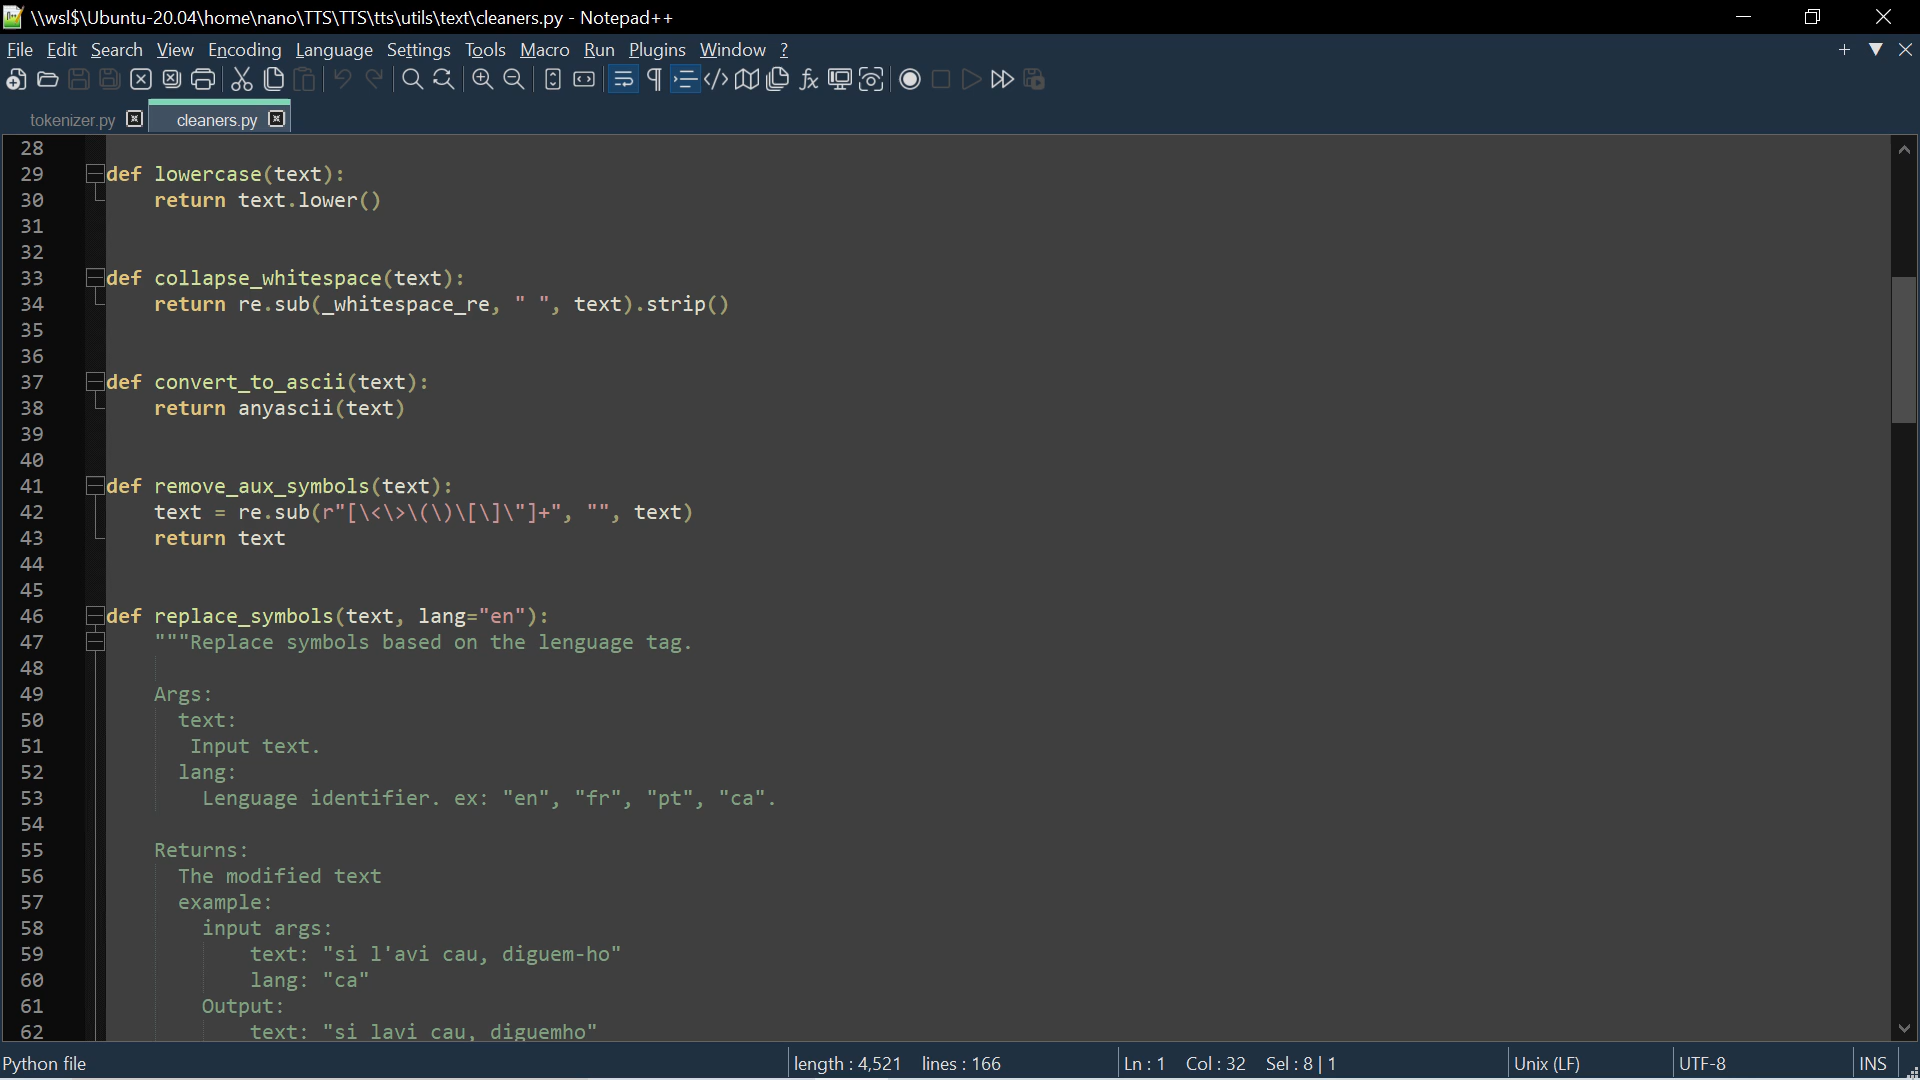 \\wsl$\Ubuntu-20.04\home\nano\TTS\TTS\tts\utils\text\cleaners.py - Notepad++
File Edit Search View Encoding Language Settings Tools Macro Run Plugins Window ?
tokenizer.py cleaners.py
28
29 def lowercase(text):
30     return text.lower()
31
32
33 def collapse_whitespace(text):
34     return re.sub(_whitespace_re, " ", text).strip()
35
36
37 def convert_to_ascii(text):
38     return anyascii(text)
39
40
41 def remove_aux_symbols(text):
42     text = re.sub(r"[\<\>\(\)\[\]\"]+", "", text)
43     return text
44
45
46 def replace_symbols(text, lang="en"):
47     """Replace symbols based on the lenguage tag.
48
49     Args:
50       text:
51        Input text.
52       lang:
53         Lenguage identifier. ex: "en", "fr", "pt", "ca".
54
55     Returns:
56       The modified text
57       example:
58         input args:
59             text: "si l'avi cau, diguem-ho"
60             lang: "ca"
61         Output:
62             text: "si lavi cau, diguemho"
Python file length : 4,521 lines : 166 Ln : 1 Col : 32 Sel : 8 | 1 Unix (LF) UTF-8 INS